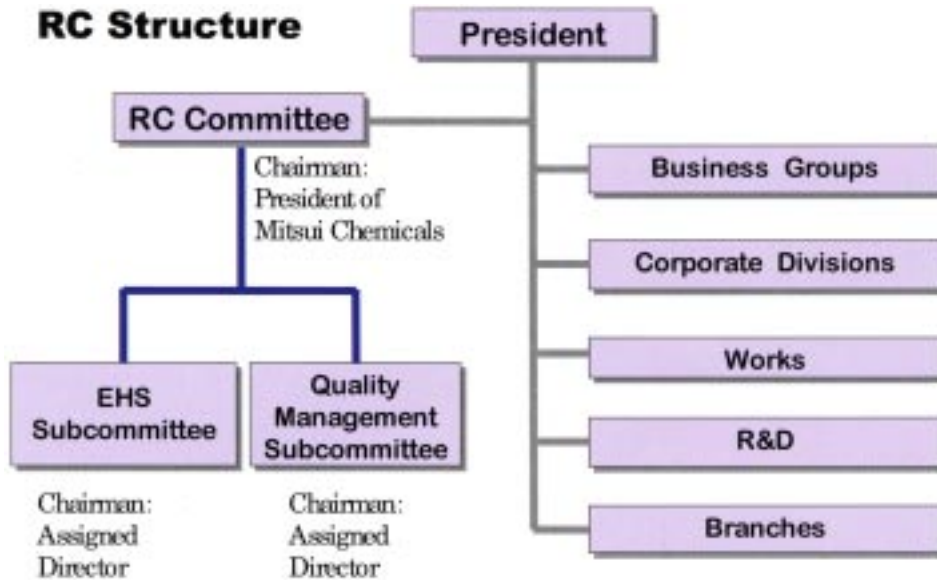 RC Structure
President
RC Committee
Chairman:
President of
Mitsui Chemicals
Business Groups
Corporate Divisions
Works
R&D
Branches
EHS
Subcommittee
Quality
Management
Subcommittee
Chairman:
Assigned
Director
Chairman:
Assigned
Director